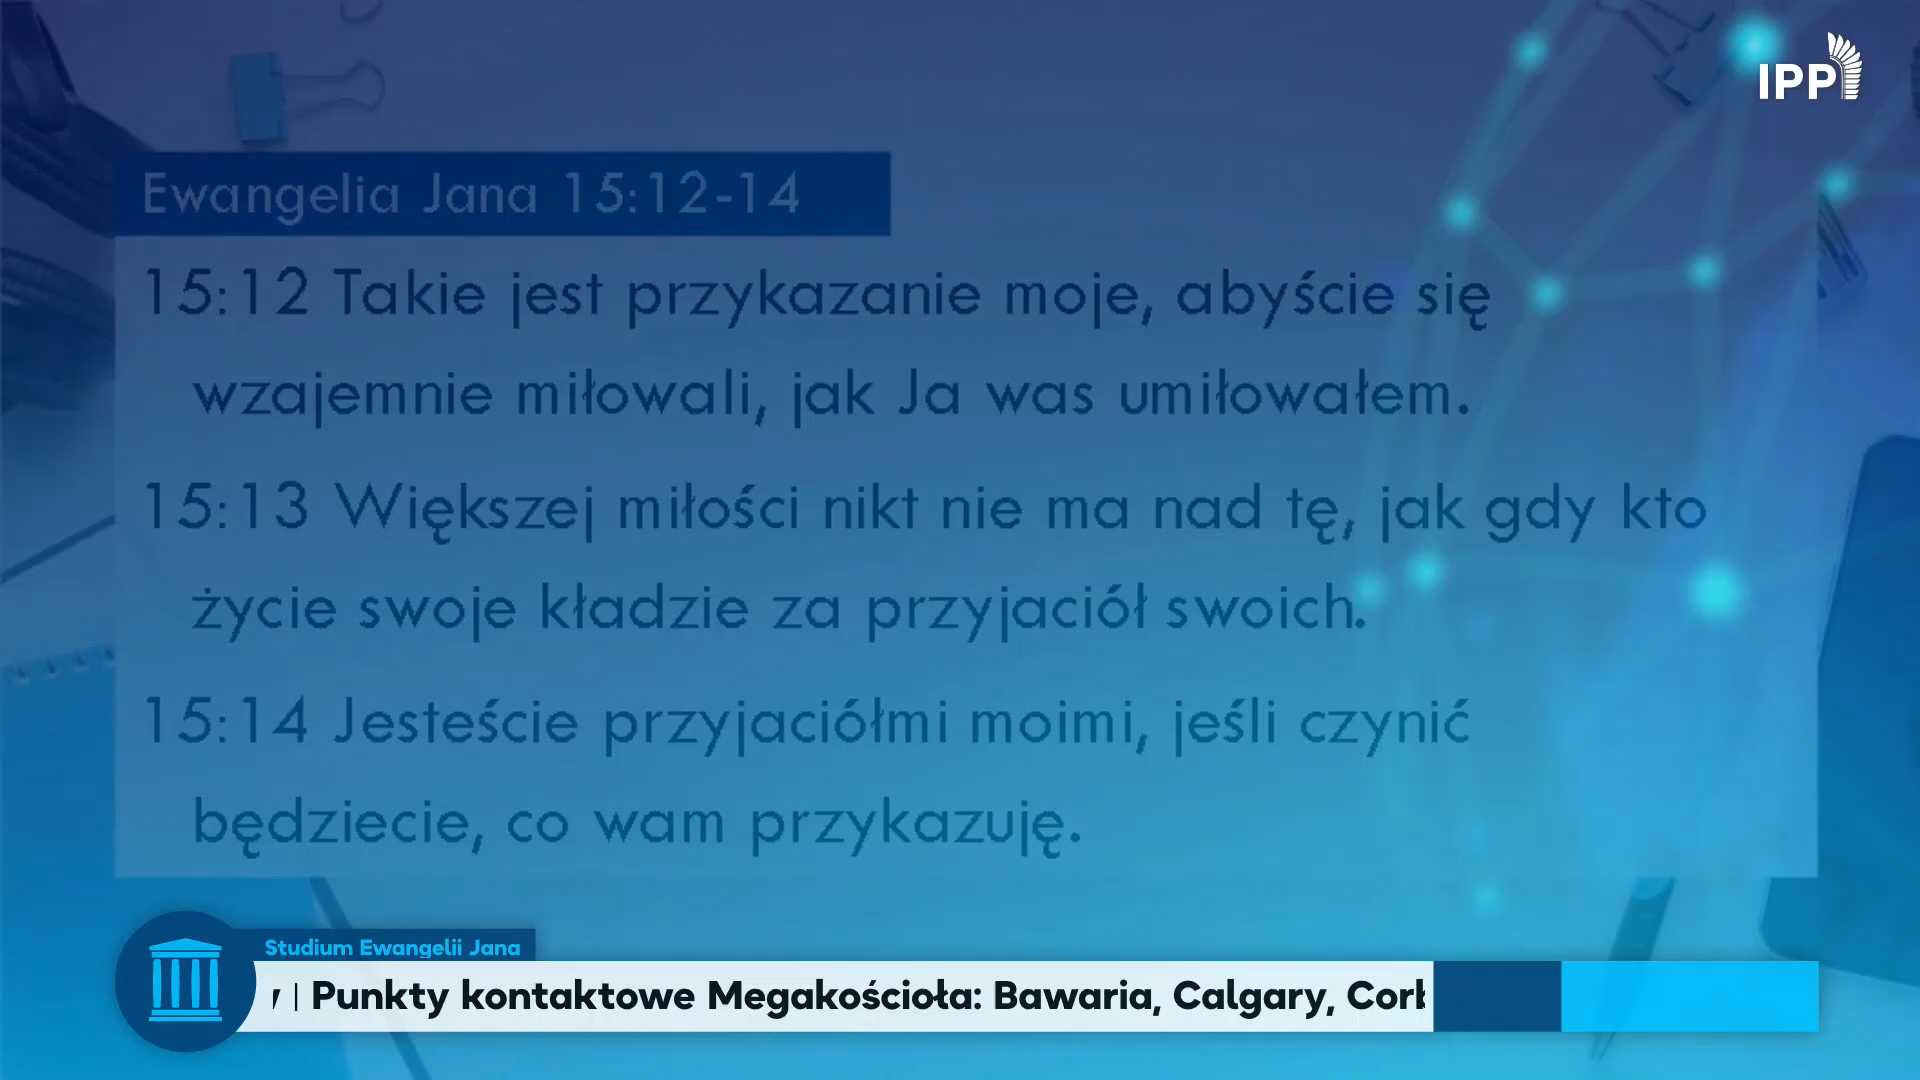 IPP
Ewangelia Jana 15:12-14
15:12 Takie jest przykazanie moje, abyście się
wzajemnie miłowali, jak Ja was umiłowałem.
15:13 Większej miłości nikt nie ma nad tę, jak gdy kto
życie swoje kładzie za przyjaciół swoich.
15:14 Jesteście przyjaciółmi moimi, jeśli czynić
będziecie, co wam przykazuję.
Studium Ewangelii Jana
| Punkty kontaktowe Megakościoła: Bawaria, Calgary,